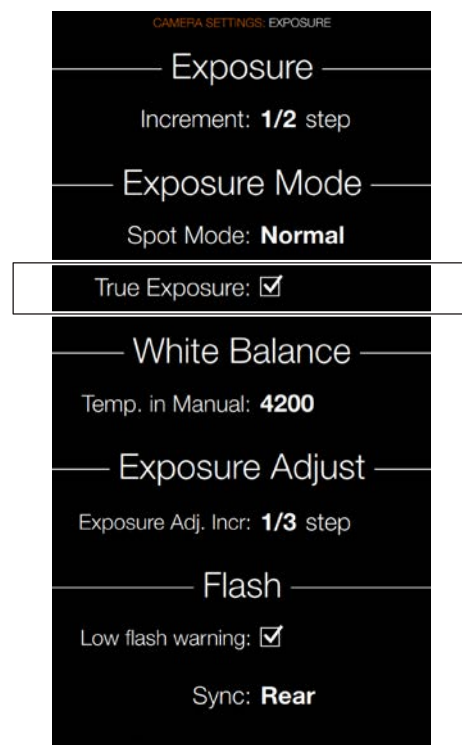 CAMERA SETTINGS: EXPOSURE
Exposure
Increment: 1/2 step
Exposure Mode
Spot Mode: Normal
True Exposure:
White Balance
Temp. in Manual: 4200
Exposure Adjust
Exposure Adj. Incr: 1/3 step
Flash
Low flash warning:
Sync: Rear